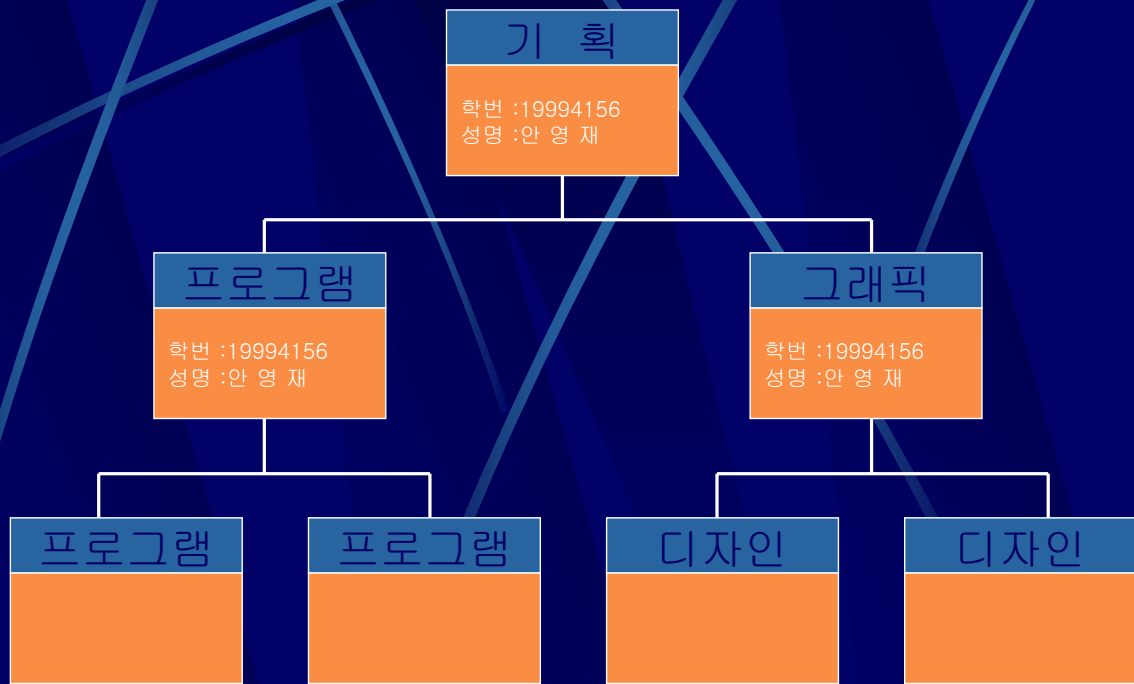 기 획
학번 :19994156
성명 :안 영 재
프로그램
학번 :19994156
성명 :안 영 재
그래픽
학번 :19994156
성명 :안 영 재
프로그램
프로그램
디자인
디자인